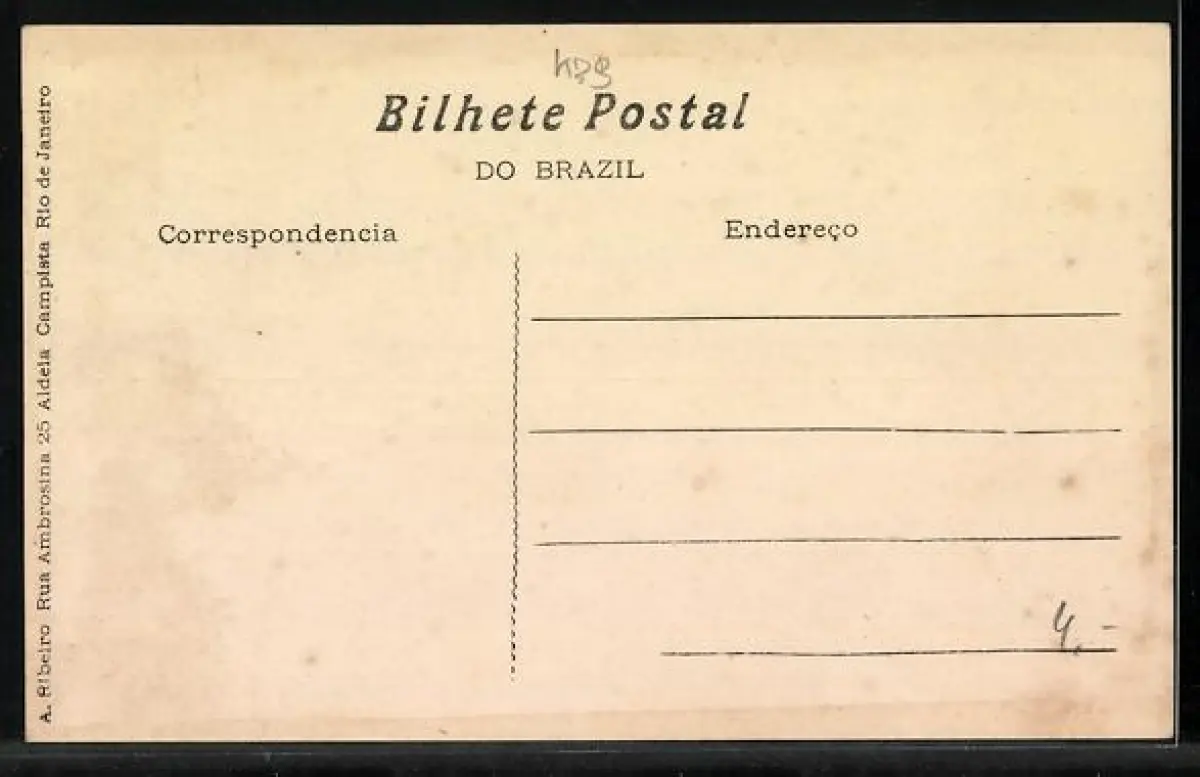 Bilhete Postal
DO BRAZIL
Correspondencia
Endereço
4.-
A. Ribeiro Rua Ambrosina 25 Aldeia Campista Rio de Janeiro